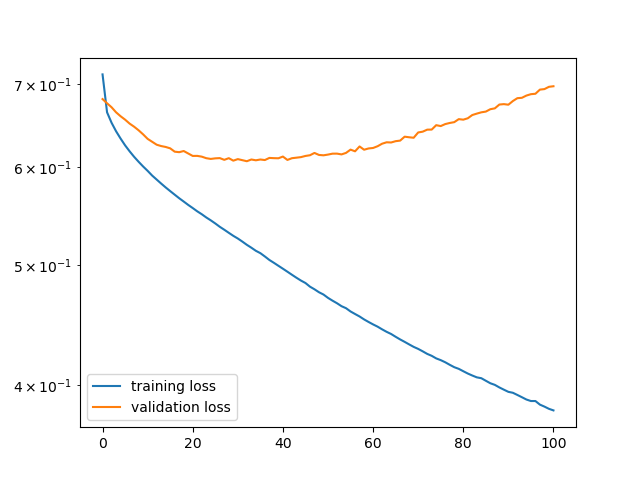 7 × 10⁻¹
6 × 10⁻¹
5 × 10⁻¹
4 × 10⁻¹
training loss
validation loss
0 20 40 60 80 100